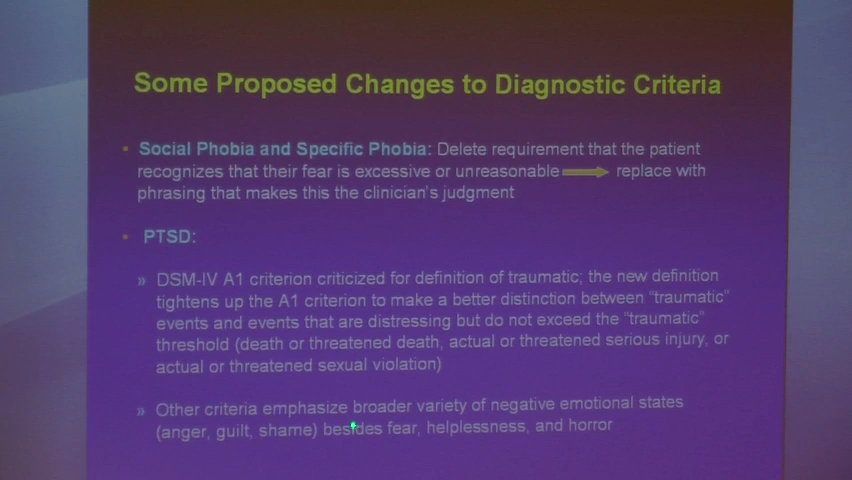 Some Proposed Changes to Diagnostic Criteria
• Social Phobia and Specific Phobia: Delete requirement that the patient
recognizes that their fear is excessive or unreasonable → replace with
phrasing that makes this the clinician's judgment
• PTSD:
» DSM-IV A1 criterion criticized for definition of traumatic; the new definition
tightens up the A1 criterion to make a better distinction between “traumatic”
events and events that are distressing but do not exceed the “traumatic”
threshold (death or threatened death, actual or threatened serious injury, or
actual or threatened sexual violation)
» Other criteria emphasize broader variety of negative emotional states
(anger, guilt, shame) besides fear, helplessness, and horror